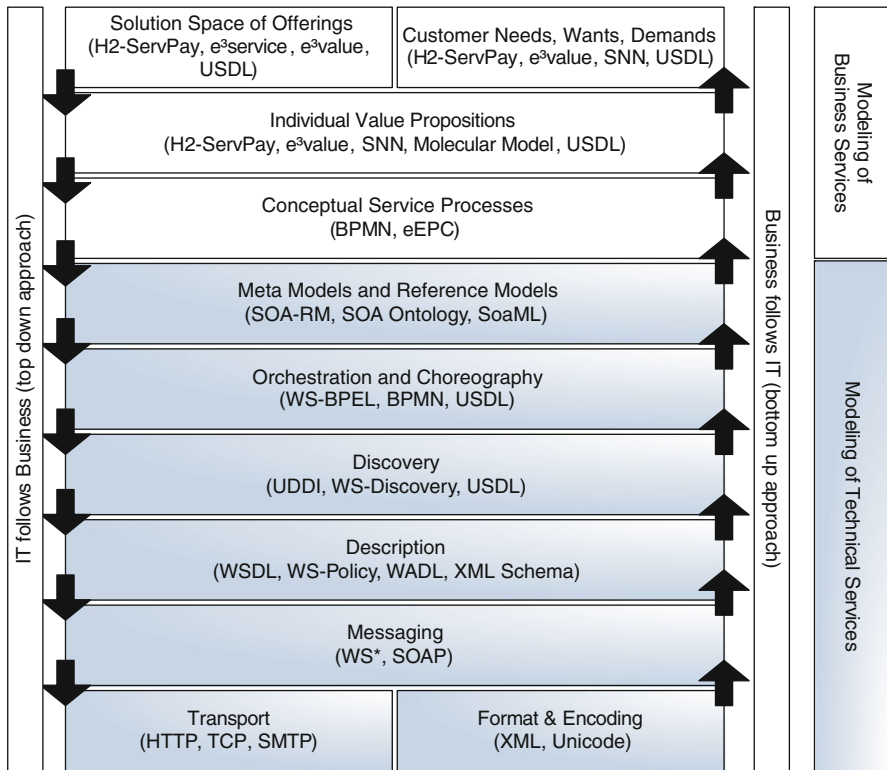 Solution Space of Offerings
(H2-ServPay, e³service, e³value,
USDL)
Customer Needs, Wants, Demands
(H2-ServPay, e³value, SNN, USDL)
Individual Value Propositions
(H2-ServPay, e³value, SNN, Molecular Model, USDL)
Conceptual Service Processes
(BPMN, eEPC)
Meta Models and Reference Models
(SOA-RM, SOA Ontology, SoaML)
Orchestration and Choreography
(WS-BPEL, BPMN, USDL)
Discovery
(UDDI, WS-Discovery, USDL)
Description
(WSDL, WS-Policy, WADL, XML Schema)
Messaging
(WS*, SOAP)
Transport
(HTTP, TCP, SMTP)
Format & Encoding
(XML, Unicode)
IT follows Business (top down approach)
Business follows IT (bottom up approach)
Modeling of
Business Services
Modeling of Technical Services